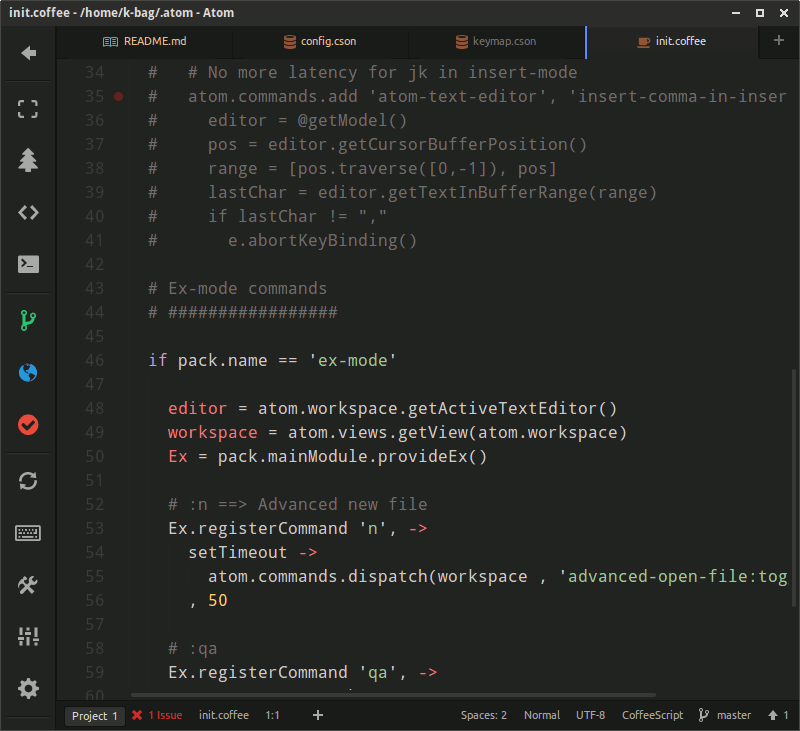 init.coffee - /home/k-bag/.atom - Atom
README.md
config.cson
keymap.cson
init.coffee
+
34 #   # No more latency for jk in insert-mode
35 #   atom.commands.add 'atom-text-editor', 'insert-comma-in-inser
36 #     editor = @getModel()
37 #     pos = editor.getCursorBufferPosition()
38 #     range = [pos.traverse([0,-1]), pos]
39 #     lastChar = editor.getTextInBufferRange(range)
40 #     if lastChar != ","
41 #       e.abortKeyBinding()
42
43 # Ex-mode commands
44 # #################
45
46 if pack.name == 'ex-mode'
47
48   editor = atom.workspace.getActiveTextEditor()
49   workspace = atom.views.getView(atom.workspace)
50   Ex = pack.mainModule.provideEx()
51
52   # :n ==> Advanced new file
53   Ex.registerCommand 'n', ->
54     setTimeout ->
55       atom.commands.dispatch(workspace , 'advanced-open-file:tog
56     , 50
57
58   # :qa
59   Ex.registerCommand 'qa', ->
60
Project 1 1 Issue init.coffee 1:1 + Spaces: 2 Normal UTF-8 CoffeeScript master 1